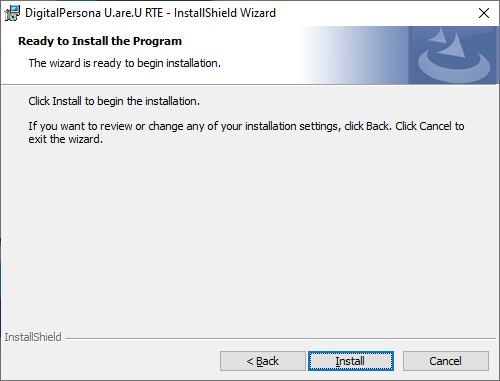 DigitalPersona U.are.U RTE - InstallShield Wizard
Ready to Install the Program
The wizard is ready to begin installation.
Click Install to begin the installation.
If you want to review or change any of your installation settings, click Back. Click Cancel to
exit the wizard.
InstallShield
< Back
Install
Cancel